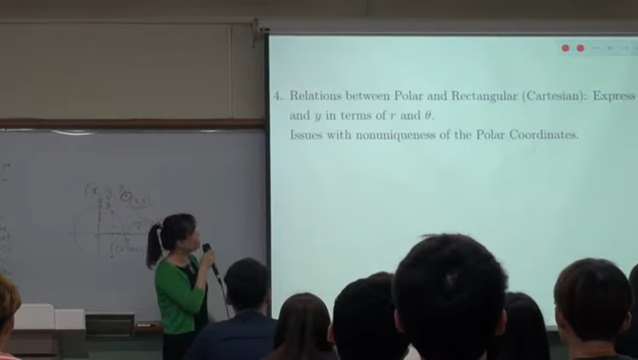 4. Relations between Polar and Rectangular (Cartesian): Express
and y in terms of r and θ.
Issues with nonuniqueness of the Polar Coordinates.